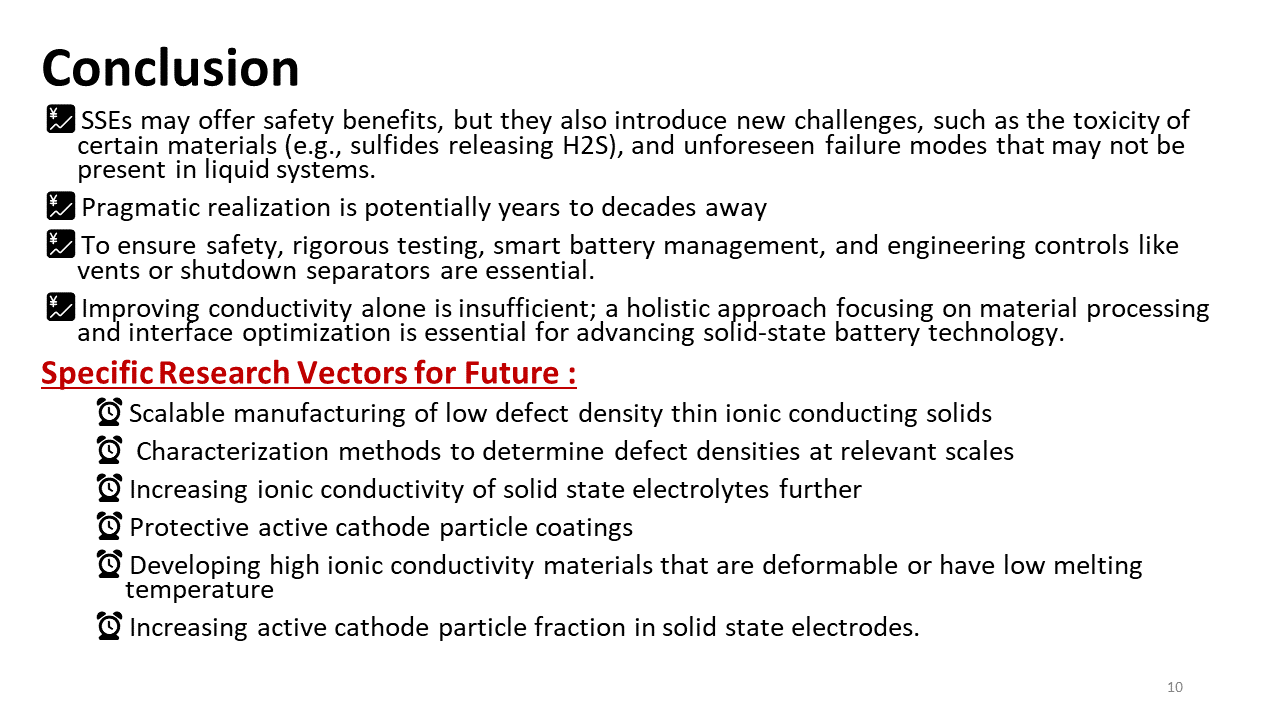 Conclusion
SSEs may offer safety benefits, but they also introduce new challenges, such as the toxicity of
certain materials (e.g., sulfides releasing H2S), and unforeseen failure modes that may not be
present in liquid systems.
Pragmatic realization is potentially years to decades away
To ensure safety, rigorous testing, smart battery management, and engineering controls like
vents or shutdown separators are essential.
Improving conductivity alone is insufficient; a holistic approach focusing on material processing
and interface optimization is essential for advancing solid-state battery technology.
Specific Research Vectors for Future :
Scalable manufacturing of low defect density thin ionic conducting solids
Characterization methods to determine defect densities at relevant scales
Increasing ionic conductivity of solid state electrolytes further
Protective active cathode particle coatings
Developing high ionic conductivity materials that are deformable or have low melting
temperature
Increasing active cathode particle fraction in solid state electrodes.
10